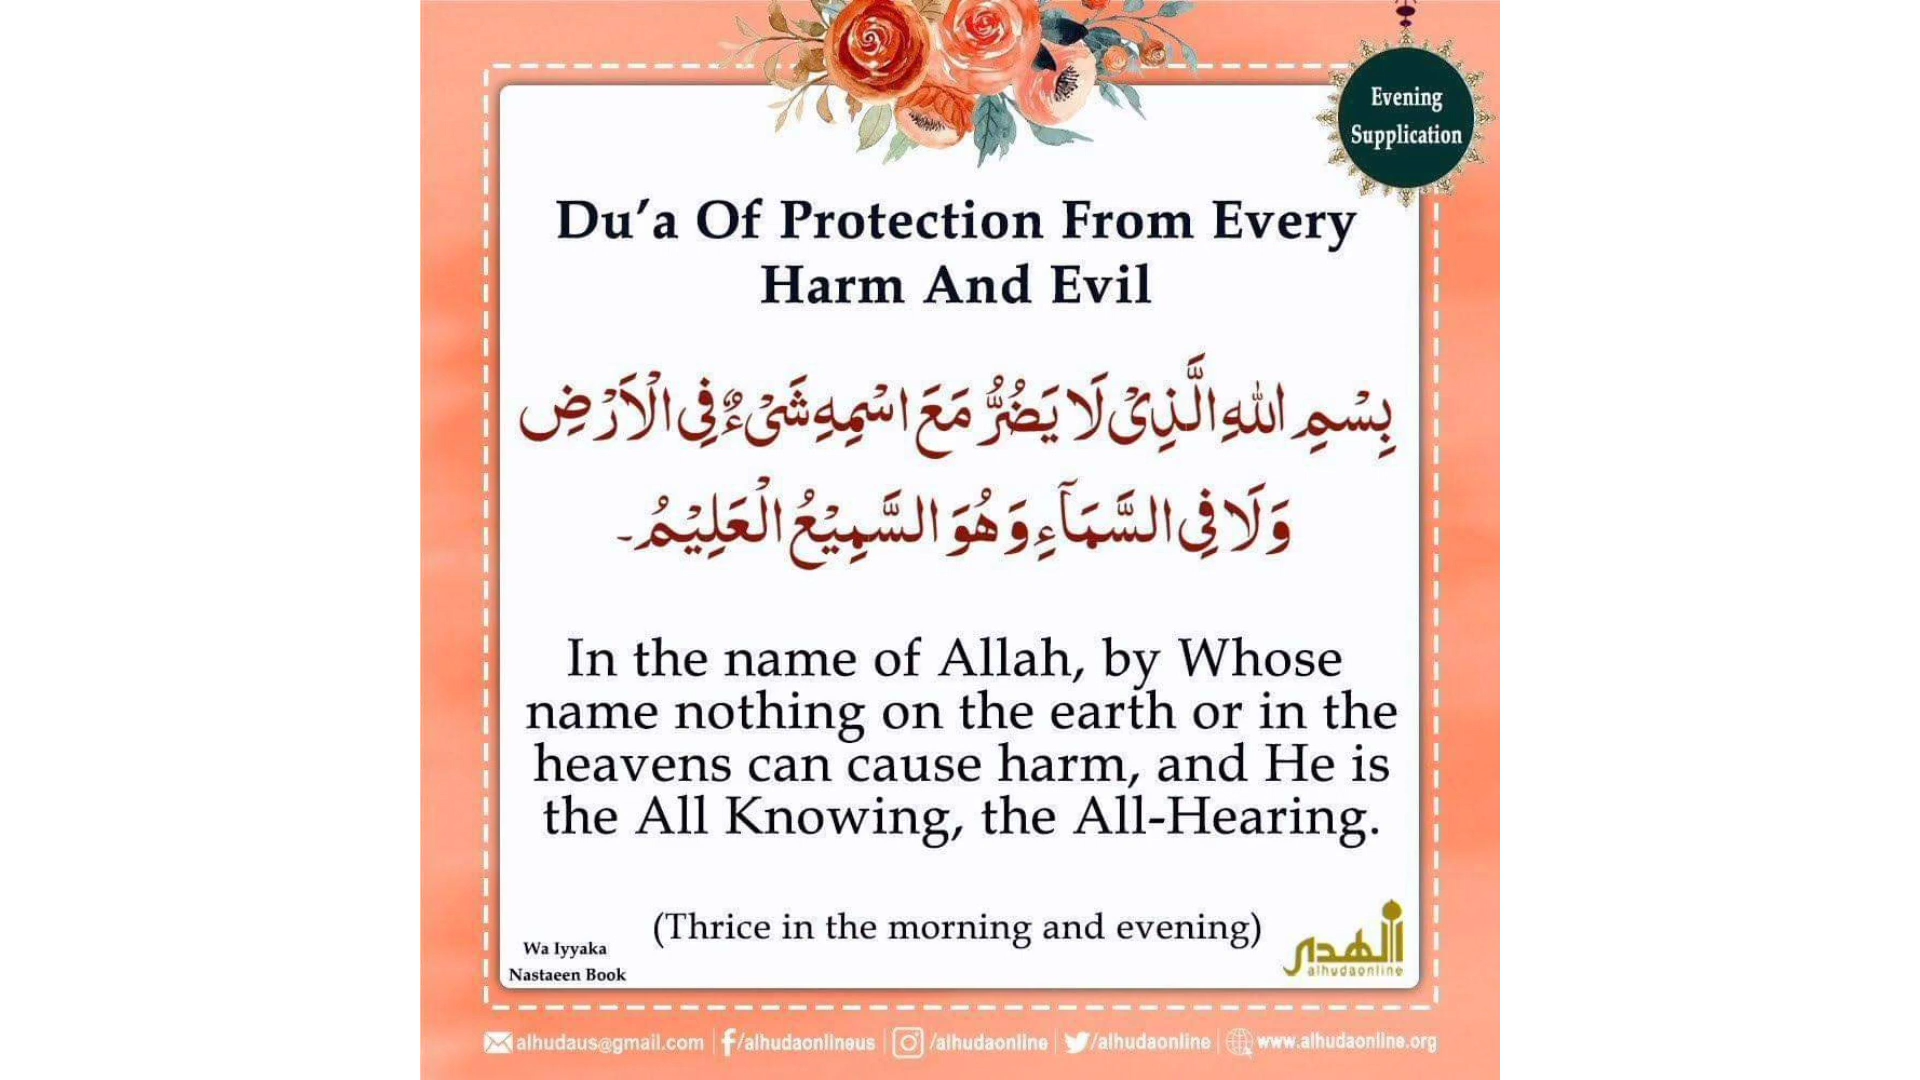 Evening
Supplication
Du’a Of Protection From Every
Harm And Evil
بِسْمِ اللهِ الَّذِیْ لَا یَضُرُّ مَعَ اسْمِهِ شَیْءٌ فِی الْاَرْضِ
وَلَا فِی السَّمَآءِ وَهُوَ السَّمِیْعُ الْعَلِیْمُ۔
In the name of Allah, by Whose
name nothing on the earth or in the
heavens can cause harm, and He is
the All Knowing, the All-Hearing.
(Thrice in the morning and evening)
Wa Iyyaka
Nastaeen Book
الهدى
alhudaonline
alhudaus@gmail.com | f/alhudaonlineus | /alhudaonline | /alhudaonline | www.alhudaonline.org